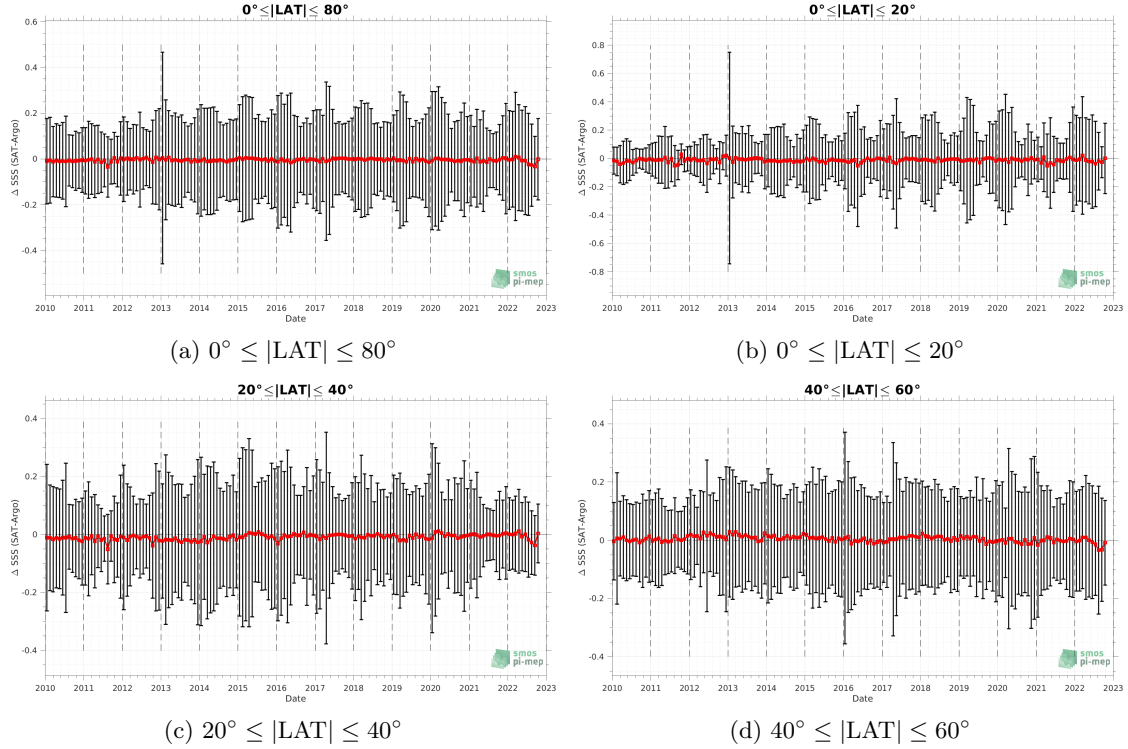 0°≤|LAT|≤ 80°
0.6
0.4
0.2
0
-0.2
-0.4
Δ SSS (SAT-Argo)
smos
pi-mep
2010 2011 2012 2013 2014 2015 2016 2017 2018 2019 2020 2021 2022 2023
Date
(a) 0° ≤ |LAT| ≤ 80°
0°≤|LAT|≤ 20°
0.8
0.6
0.4
0.2
0
-0.2
-0.4
-0.6
-0.8
Δ SSS (SAT-Argo)
smos
pi-mep
2010 2011 2012 2013 2014 2015 2016 2017 2018 2019 2020 2021 2022 2023
Date
(b) 0° ≤ |LAT| ≤ 20°
20°≤|LAT|≤ 40°
0.4
0.2
0
-0.2
-0.4
Δ SSS (SAT-Argo)
smos
pi-mep
2010 2011 2012 2013 2014 2015 2016 2017 2018 2019 2020 2021 2022 2023
Date
(c) 20° ≤ |LAT| ≤ 40°
40°≤|LAT|≤ 60°
0.4
0.2
0
-0.2
-0.4
Δ SSS (SAT-Argo)
smos
pi-mep
2010 2011 2012 2013 2014 2015 2016 2017 2018 2019 2020 2021 2022 2023
Date
(d) 40° ≤ |LAT| ≤ 60°